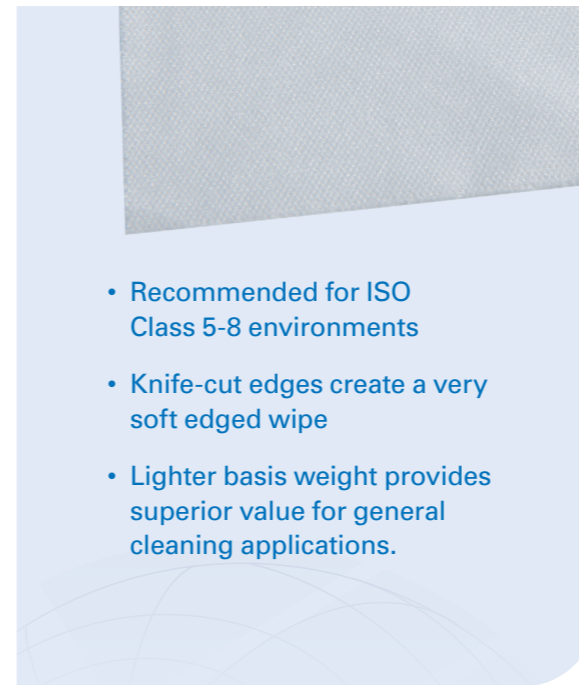 • Recommended for ISO
Class 5-8 environments
• Knife-cut edges create a very
soft edged wipe
• Lighter basis weight provides
superior value for general
cleaning applications.